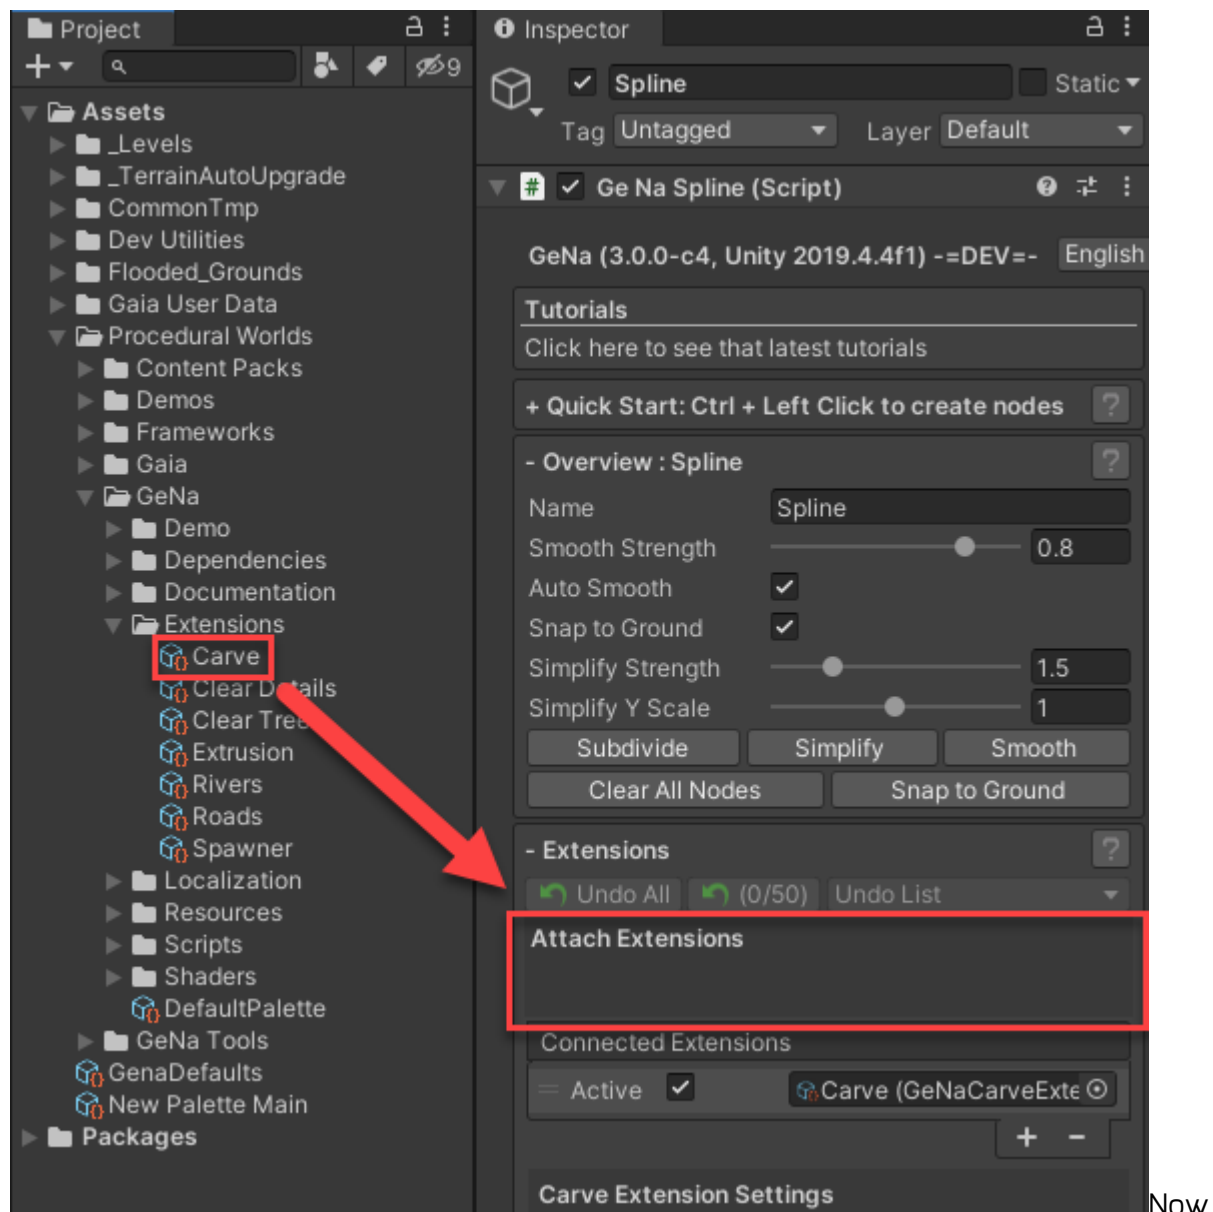 Project
9
Assets
_Levels
_TerrainAutoUpgrade
CommonTmp
Dev Utilities
Flooded_Grounds
Gaia User Data
Procedural Worlds
Content Packs
Demos
Frameworks
Gaia
GeNa
Demo
Dependencies
Documentation
Extensions
Carve
Clear Details
Clear Tree
Extrusion
Rivers
Roads
Spawner
Localization
Resources
Scripts
Shaders
DefaultPalette
GeNa Tools
GenaDefaults
New Palette Main
Packages
Inspector
Spline Static
Tag Untagged Layer Default
# Ge Na Spline (Script)
GeNa (3.0.0-c4, Unity 2019.4.4f1) -=DEV=- English
Tutorials
Click here to see that latest tutorials
+ Quick Start: Ctrl + Left Click to create nodes ?
- Overview : Spline ?
Name Spline
Smooth Strength 0.8
Auto Smooth
Snap to Ground
Simplify Strength 1.5
Simplify Y Scale 1
Subdivide Simplify Smooth
Clear All Nodes Snap to Ground
- Extensions ?
Undo All (0/50) Undo List
Attach Extensions
Connected Extensions
Active Carve (GeNaCarveExte
+ -
Carve Extension Settings
Now